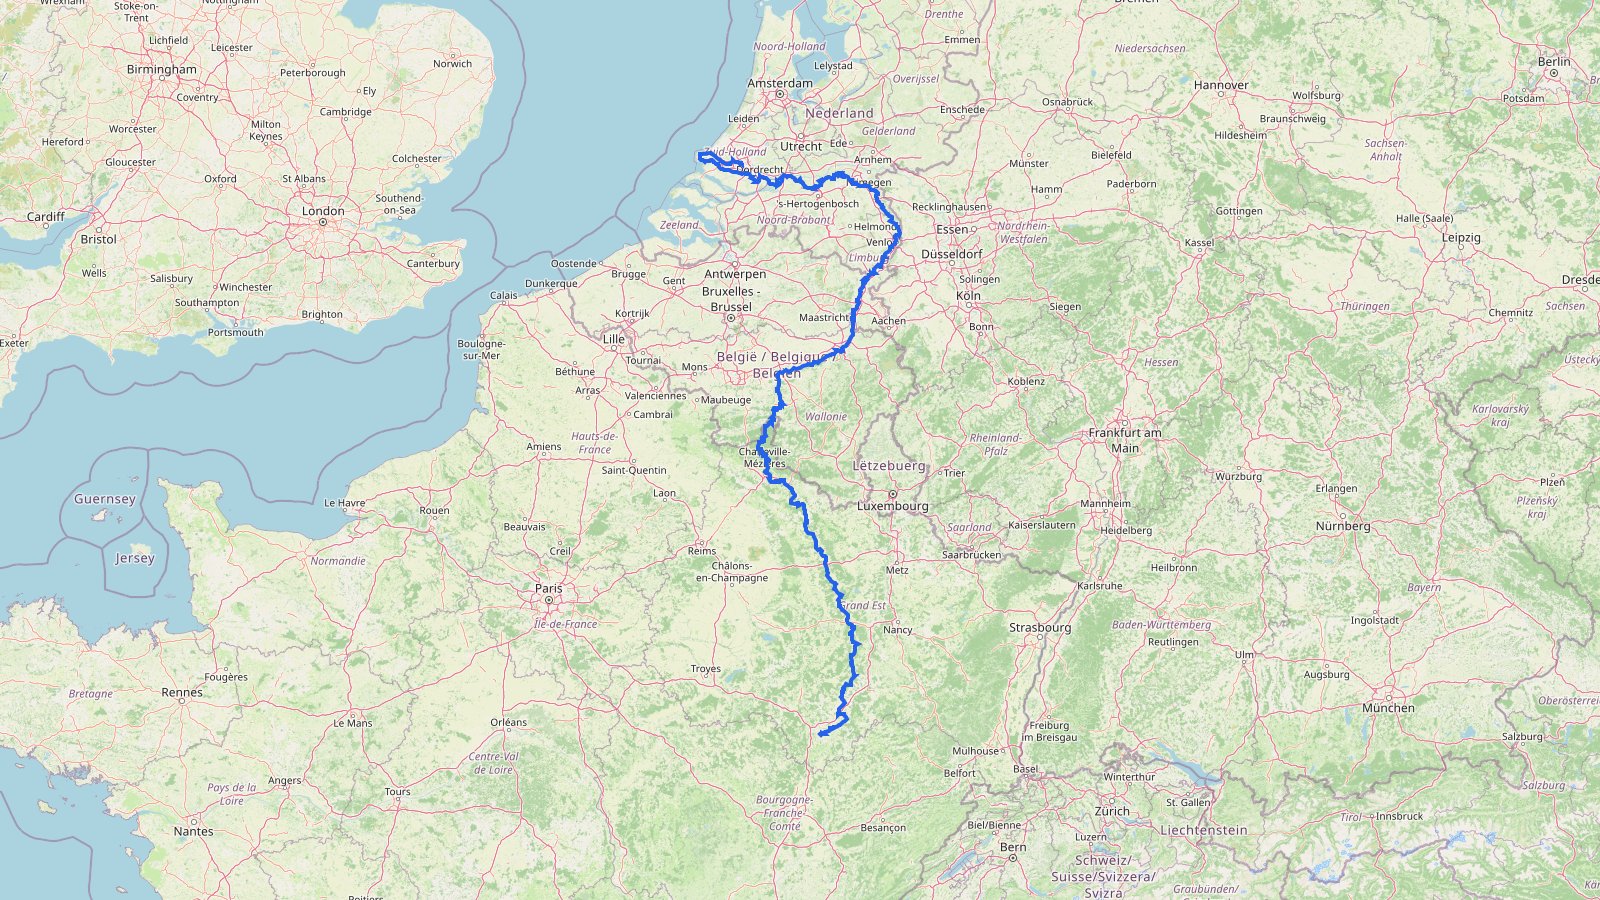 Wrexham
Stoke-on-
Trent
Nottingham
Lichfield
Leicester
Birmingham
Peterborough
Norwich
Coventry
Ely
Cambridge
Worcester
Milton
Keynes
Hereford
Gloucester
Colchester
Oxford
St Albans
Southend-
on-Sea
Cardiff
London
Bristol
Canterbury
Wells
Salisbury
Winchester
Southampton
Brighton
Portsmouth
Exeter
Noord-Holland
Drenthe
Emmen
Bremen
Lelystad
Overijssel
Amsterdam
Nederland
Enschede
Leiden
Gelderland
Utrecht
Ede
Zuid-Holland
Arnhem
Dordrecht
Nijmegen
's-Hertogenbosch
Zeeland
Noord-Brabant
Helmond
Venlo
Limburg
Niedersachsen
Hannover
Wolfsburg
Berlin
Osnabrück
Braunschweig
Potsdam
Hildesheim
Münster
Bielefeld
Sachsen-
Anhalt
Hamm
Paderborn
Recklinghausen
Göttingen
Halle (Saale)
Essen
Nordrhein-
Westfalen
Kassel
Leipzig
Düsseldorf
Solingen
Köln
Siegen
Thüringen
Dresden
Chemnitz
Sachsen
Aachen
Bonn
Hessen
Oostende
Brugge
Antwerpen
Dunkerque
Gent
Bruxelles -
Brussel
Calais
Kortrijk
Maastricht
Lille
Boulogne-
sur-Mer
Tournai
België / Belgique /
Belgien
Béthune
Mons
Arras
Valenciennes
Maubeuge
Cambrai
Wallonie
Koblenz
Frankfurt am
Main
Karlovarský
kraj
Amiens
Hauts-de-
France
Charleville-
Mézières
Rheinland-
Pfalz
Saint-Quentin
Lëtzebuerg
Trier
Würzburg
Plzeň
Plzeňský
kraj
Guernsey
Le Havre
Rouen
Laon
Luxembourg
Mannheim
Erlangen
Beauvais
Saarland
Kaiserslautern
Heidelberg
Nürnberg
Jersey
Normandie
Creil
Reims
Saarbrücken
Châlons-
en-Champagne
Metz
Heilbronn
Paris
Karlsruhe
Bayern
Grand Est
Île-de-France
Nancy
Strasbourg
Baden-Württemberg
Ingolstadt
Reutlingen
Ulm
Troyes
Fougères
Augsburg
Bretagne
Rennes
München
Le Mans
Orléans
Freiburg
im Breisgau
Salzburg
Mulhouse
Centre-Val
de Loire
Belfort
Basel
Winterthur
Angers
Pays de la
Loire
Tours
Zürich
St. Gallen
Salzburg
Bourgogne-
Franche-
Comté
Tirol
Innsbruck
Nantes
Besançon
Biel/Bienne
Luzern
Liechtenstein
Bern
Schweiz/
Suisse/Svizzera/
Svizra
Graubünden/
Poitiers